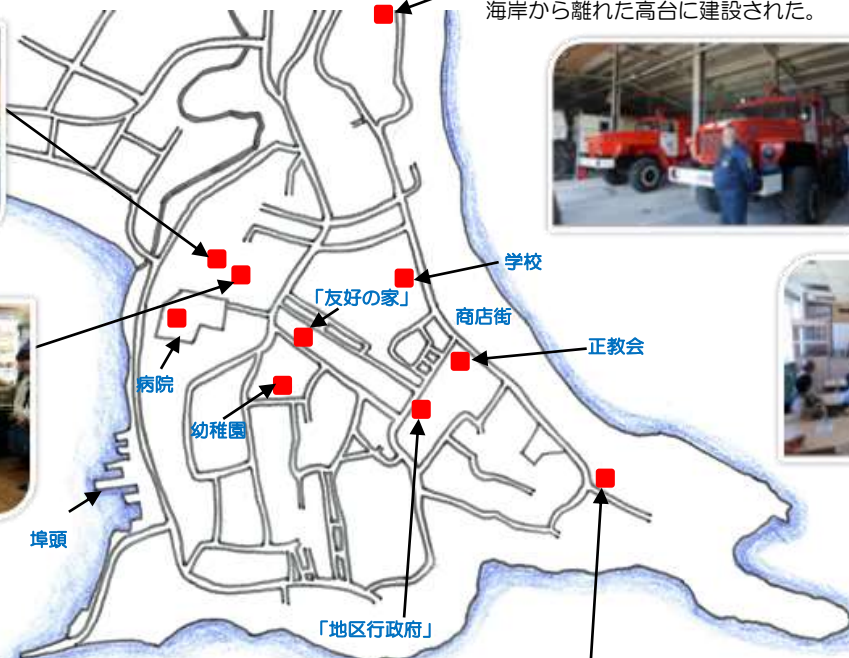 海岸から離れた高台に建設された。
学校
「友好の家」
商店街
正教会
病院
幼稚園
埠頭
「地区行政府」